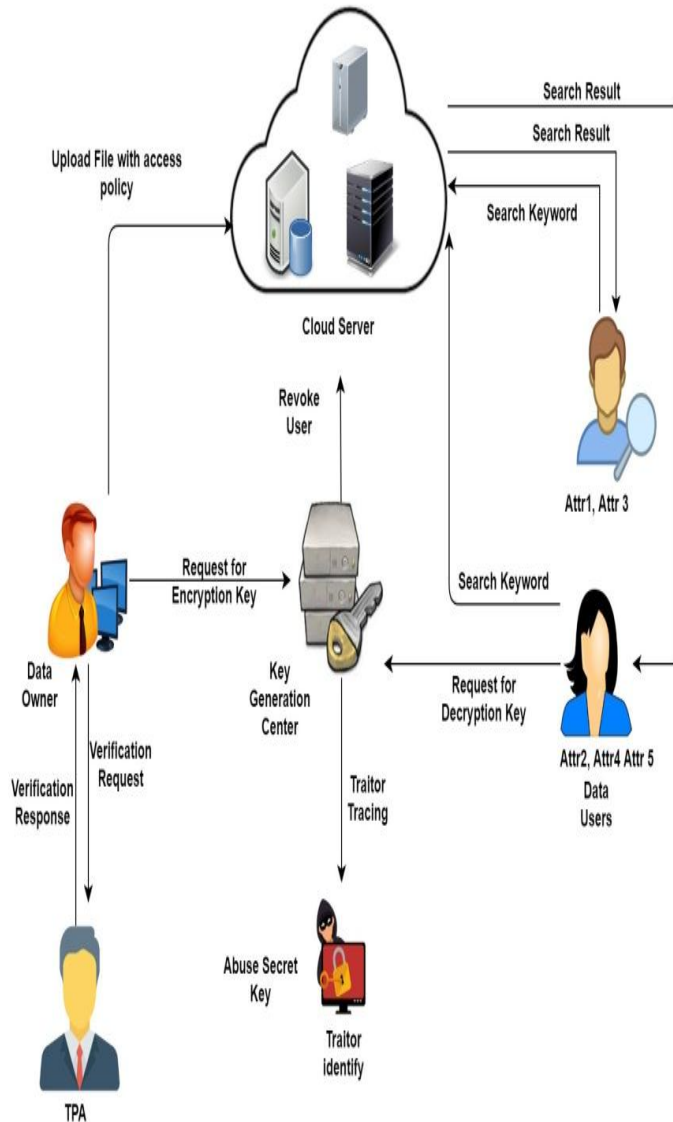 Search Result
Search Result
Upload File with access
policy
Search Keyword
Cloud Server
Revoke
User
Attr1, Attr 3
Request for
Encryption Key
Search Keyword
Data
Owner
Key
Generation
Center
Request for
Decryption Key
Attr2, Attr4 Attr 5
Data
Users
Verification
Request
Verification
Response
Traitor
Tracing
Abuse Secret
Key
Traitor
identify
TPA